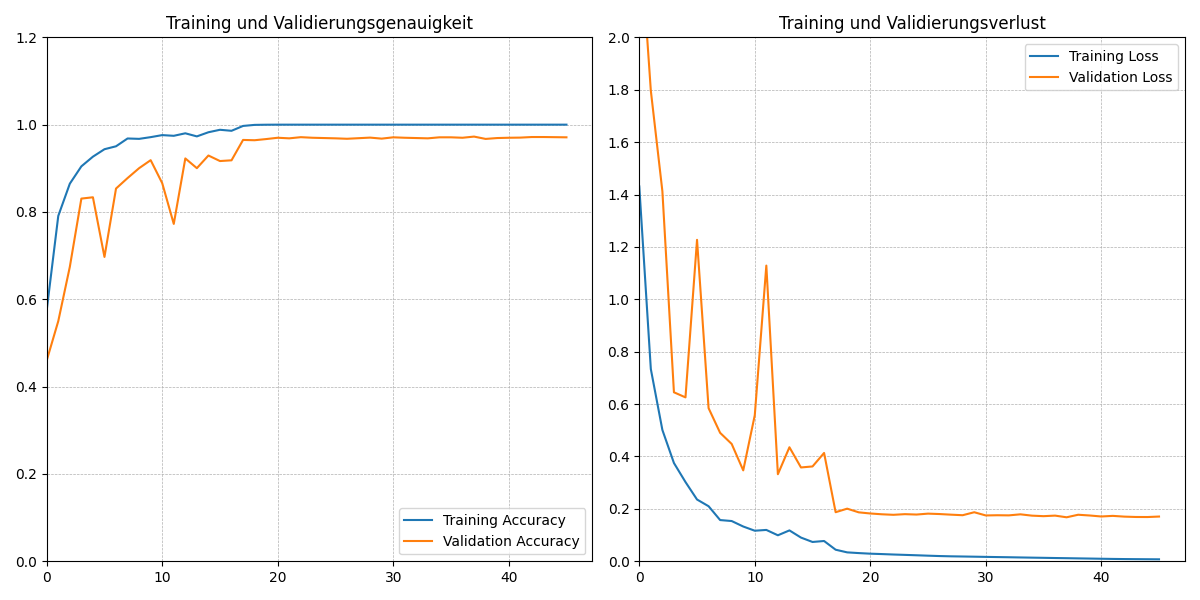 Training und Validierungsgenauigkeit
1.2
1.0
0.8
0.6
0.4
0.2
0.0
0 10 20 30 40
Training Accuracy
Validation Accuracy
Training und Validierungsverlust
2.0
1.8
1.6
1.4
1.2
1.0
0.8
0.6
0.4
0.2
0.0
0 10 20 30 40
Training Loss
Validation Loss